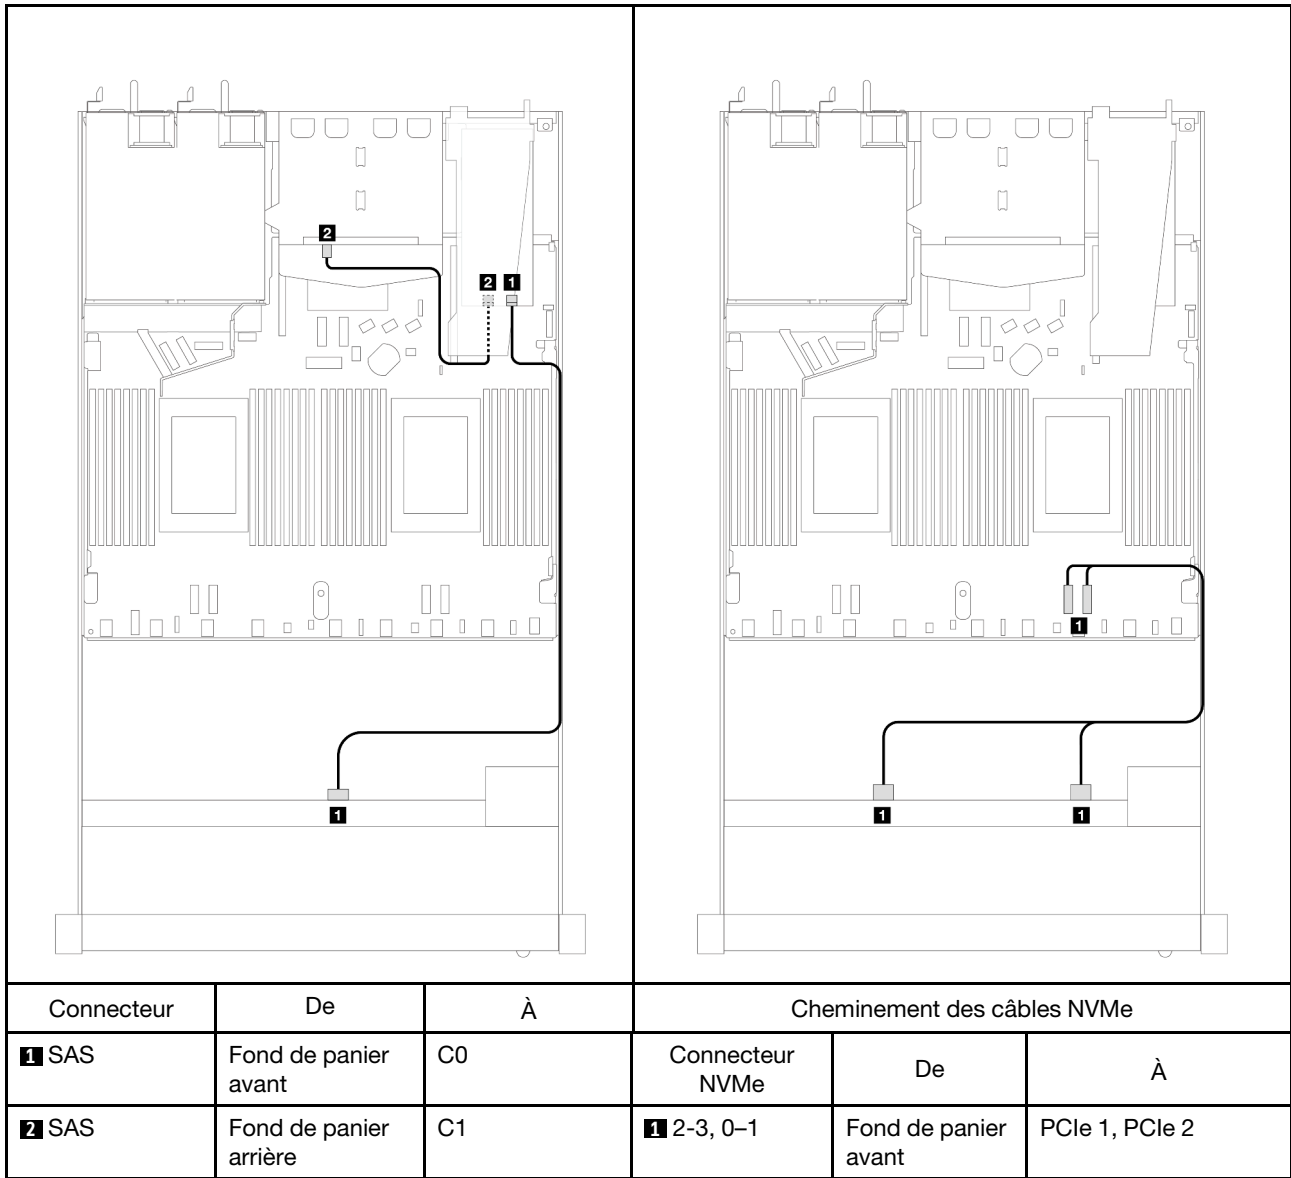 2
2 1
1
1
1 1
Connecteur De À Cheminement des câbles NVMe
1 SAS Fond de panier avant C0 Connecteur NVMe De À
2 SAS Fond de panier arrière C1 1 2-3, 0–1 Fond de panier avant PCIe 1, PCIe 2